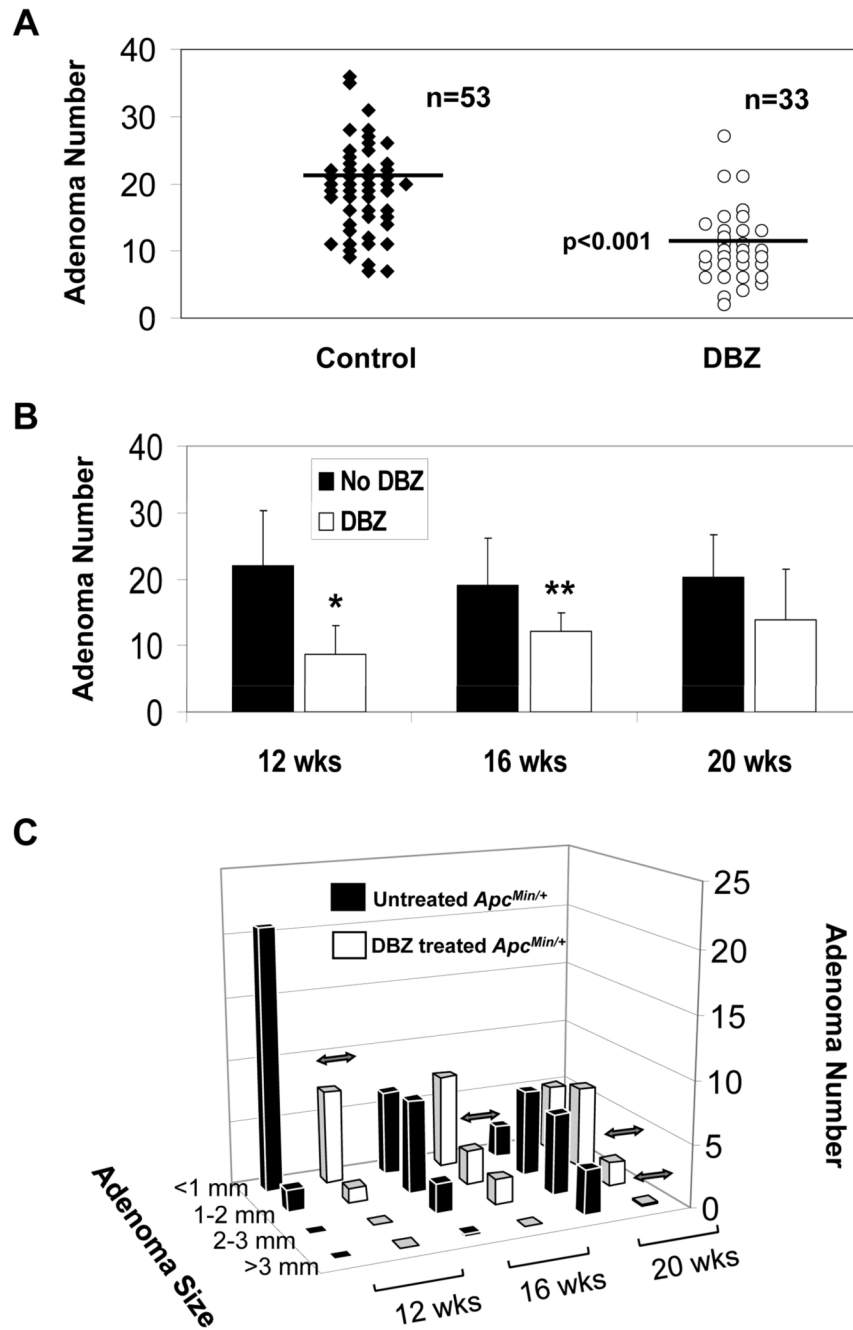 A
Adenoma Number
40
30
20
10
0
n=53
n=33
p<0.001
Control
DBZ
B
Adenoma Number
40
30
20
10
0
No DBZ
DBZ
*
**
12 wks
16 wks
20 wks
C
Untreated ApcMin/+
DBZ treated ApcMin/+
25
20
15
10
5
0
Adenoma Number
<1 mm
1-2 mm
2-3 mm
>3 mm
Adenoma Size
12 wks
16 wks
20 wks